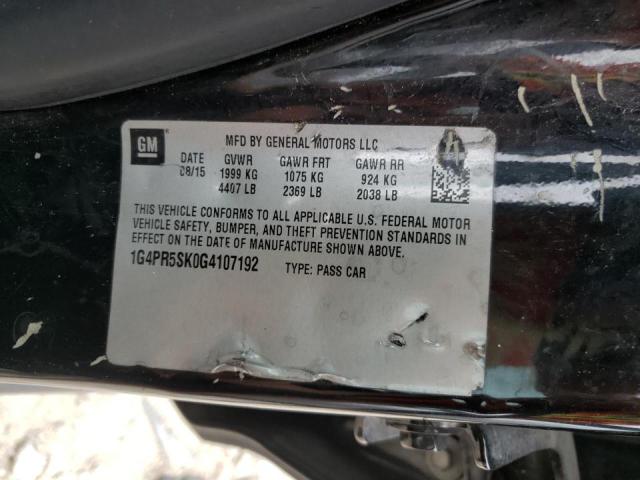 GM
MFD BY GENERAL MOTORS LLC
DATE GVWR GAWR FRT GAWR RR
08/15 1999 KG 1075 KG 924 KG
4407 LB 2369 LB 2038 LB
THIS VEHICLE CONFORMS TO ALL APPLICABLE U.S. FEDERAL MOTOR
VEHICLE SAFETY, BUMPER, AND THEFT PREVENTION STANDARDS
IN EFFECT ON THE DATE OF MANUFACTURE SHOWN ABOVE.
1G4PR5SK0G4107192 TYPE: PASS CAR